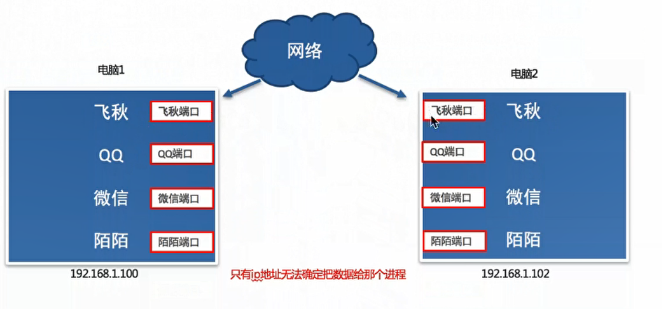 网络
电脑1
电脑2
飞秋 飞秋端口
QQ QQ端口
微信 微信端口
陌陌 陌陌端口
飞秋端口 飞秋
QQ端口 QQ
微信端口 微信
陌陌端口 陌陌
192.168.1.100
只有ip地址无法确定把数据给那个进程
192.168.1.102